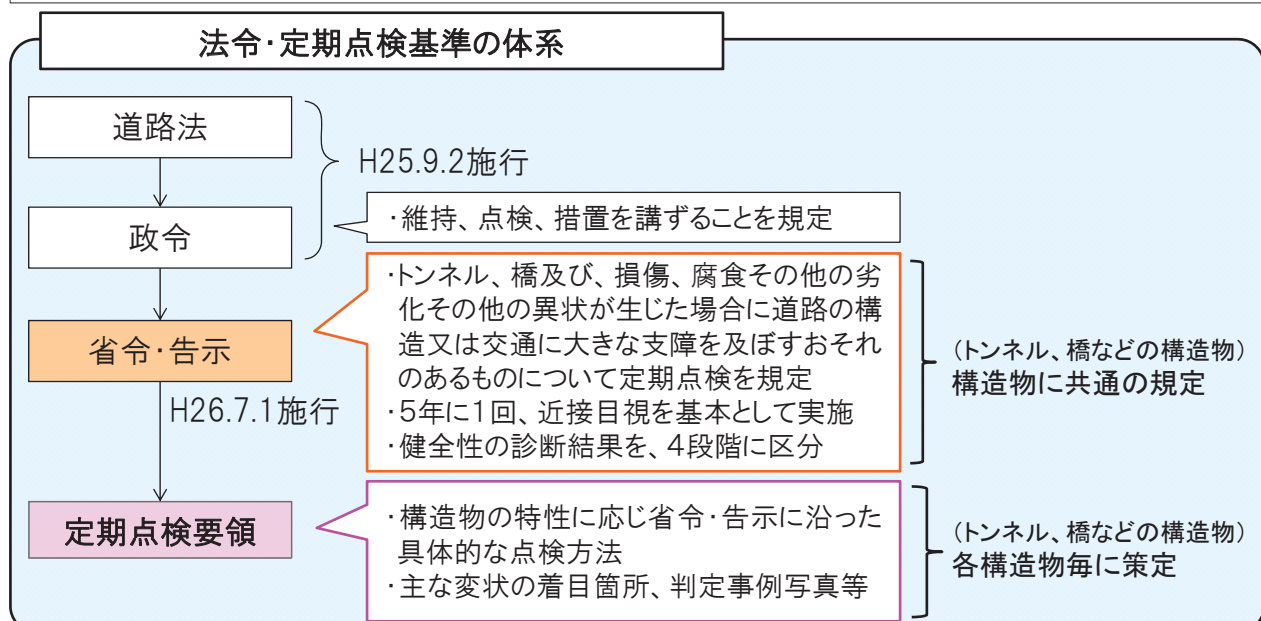 法令・定期点検基準の体系
道路法
H25.9.2施行
政令
・維持、点検、措置を講ずることを規定
・トンネル、橋及び、損傷、腐食その他の劣
化その他の異状が生じた場合に道路の構
造又は交通に大きな支障を及ぼすおそれ
のあるものについて定期点検を規定
・5年に1回、近接目視を基本として実施
・健全性の診断結果を、4段階に区分
省令・告示
(トンネル、橋などの構造物)
構造物に共通の規定
H26.7.1施行
定期点検要領
・構造物の特性に応じ省令・告示に沿った
具体的な点検方法
・主な変状の着目箇所、判定事例写真等
(トンネル、橋などの構造物)
各構造物毎に策定